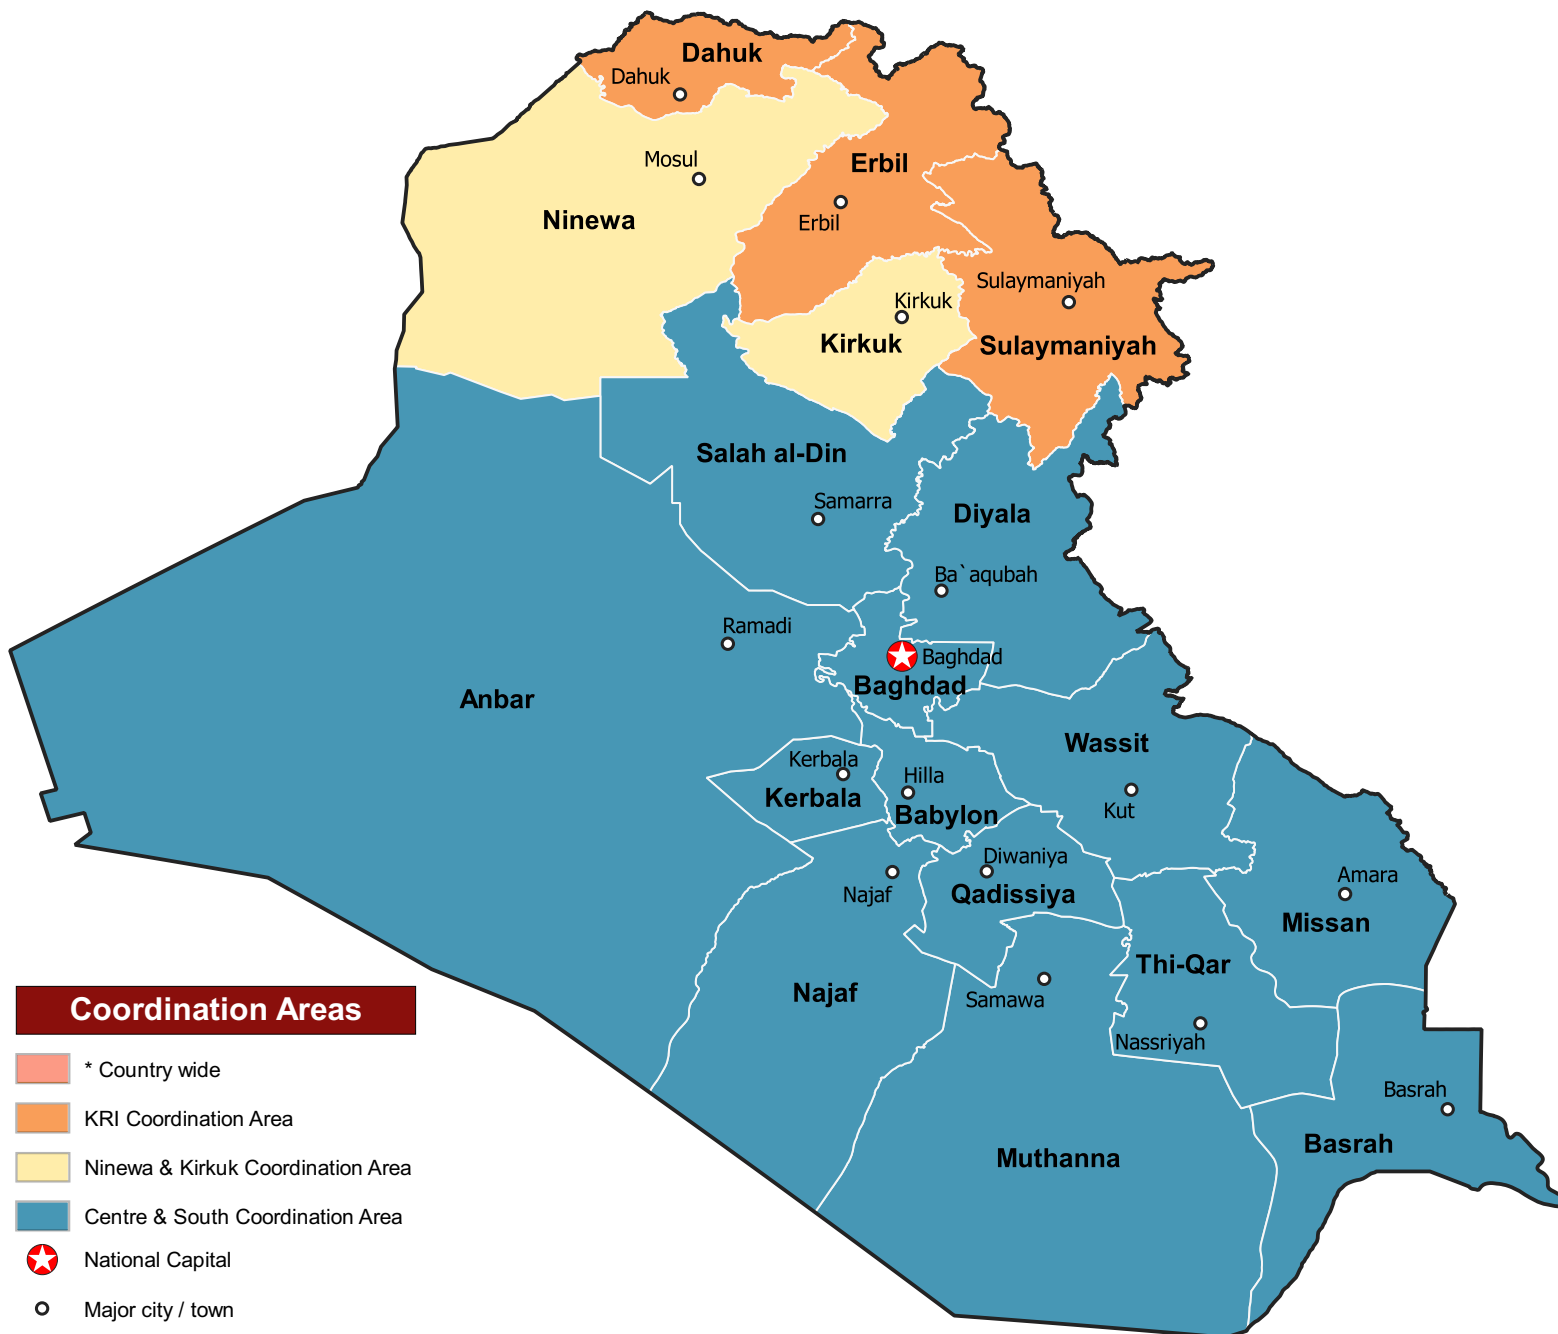 Dahuk
Dahuk
Mosul
Erbil
Ninewa
Erbil
Sulaymaniyah
Kirkuk
Kirkuk
Sulaymaniyah
Salah al-Din
Samarra
Diyala
Ba`aqubah
Ramadi
Baghdad
Baghdad
Anbar
Wassit
Kerbala
Hilla
Kerbala
Babylon
Kut
Diwaniya
Najaf
Qadissiya
Amara
Missan
Thi-Qar
Najaf
Samawa
Nassriyah
Basrah
Basrah
Muthanna
Coordination Areas
* Country wide
KRI Coordination Area
Ninewa & Kirkuk Coordination Area
Centre & South Coordination Area
National Capital
Major city / town